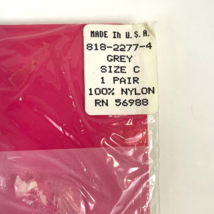 MADE In U.S.A.
818-2277-4
GREY
SIZE C
1 PAIR
100% NYLON
RN 56988